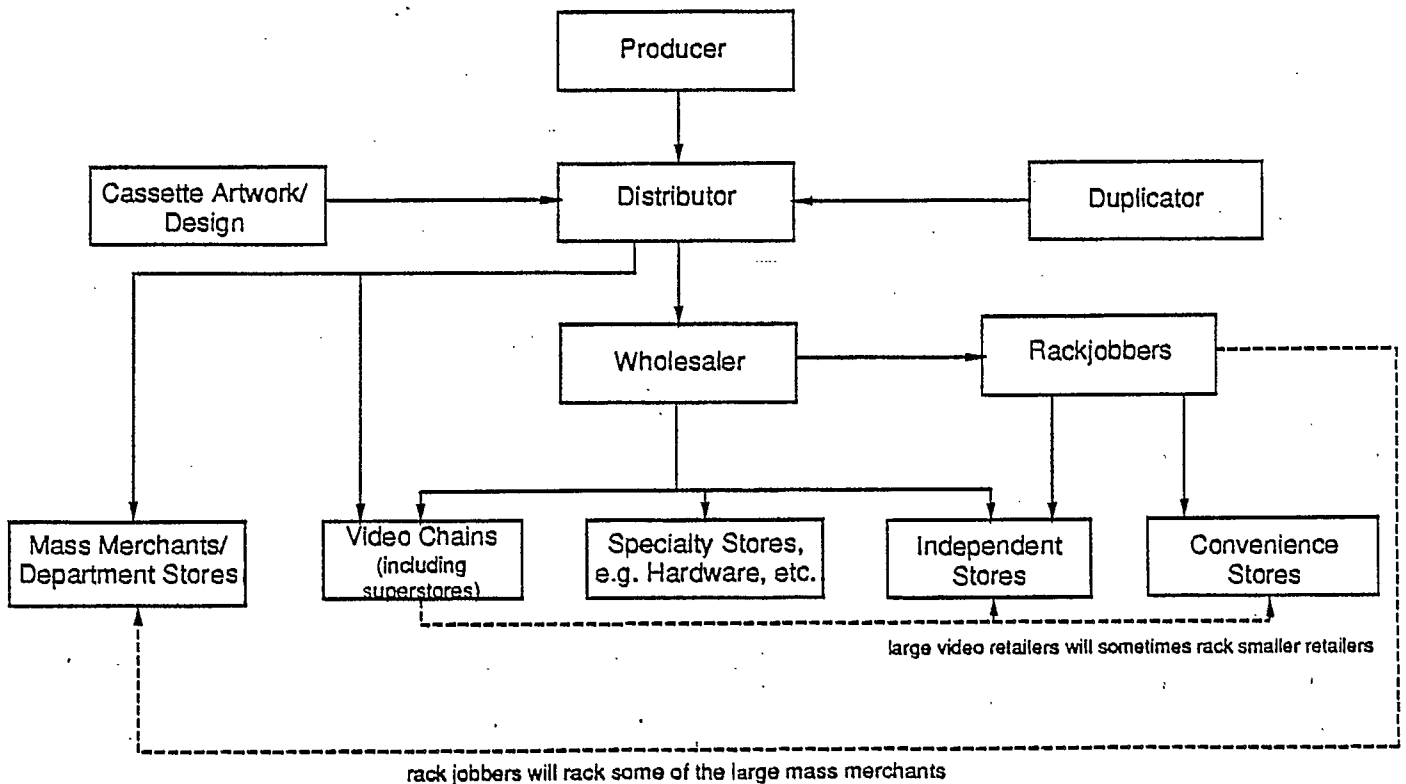 Producer
Cassette Artwork/
Design
Distributor
Duplicator
Wholesaler
Rackjobbers
Mass Merchants/
Department Stores
Video Chains
(including
superstores)
Specialty Stores,
e.g. Hardware, etc.
Independent
Stores
Convenience
Stores
large video retailers will sometimes rack smaller retailers
rack jobbers will rack some of the large mass merchants